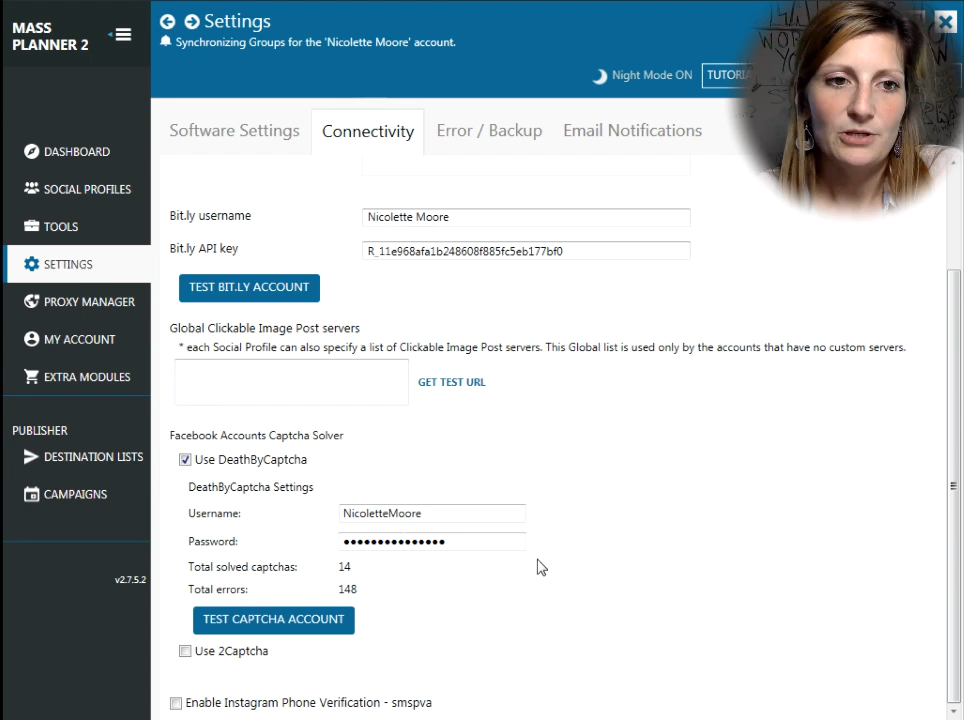 MASS
PLANNER 2
Settings
Synchronizing Groups for the 'Nicolette Moore' account.
Night Mode ON
Software Settings
Connectivity
Error / Backup
Email Notifications
DASHBOARD
SOCIAL PROFILES
TOOLS
SETTINGS
PROXY MANAGER
MY ACCOUNT
EXTRA MODULES
PUBLISHER
DESTINATION LISTS
CAMPAIGNS
v2.7.5.2
Bit.ly username
Nicolette Moore
Bit.ly API key
R_11e968afa1b248608f885fc5eb177bf0
TEST BIT.LY ACCOUNT
Global Clickable Image Post servers
* each Social Profile can also specify a list of Clickable Image Post servers. This Global list is used only by the accounts that have no custom servers.
GET TEST URL
Facebook Accounts Captcha Solver
Use DeathByCaptcha
DeathByCaptcha Settings
Username:
NicoletteMoore
Password:
Total solved captchas:
14
Total errors:
148
TEST CAPTCHA ACCOUNT
Use 2Captcha
Enable Instagram Phone Verification - smspva